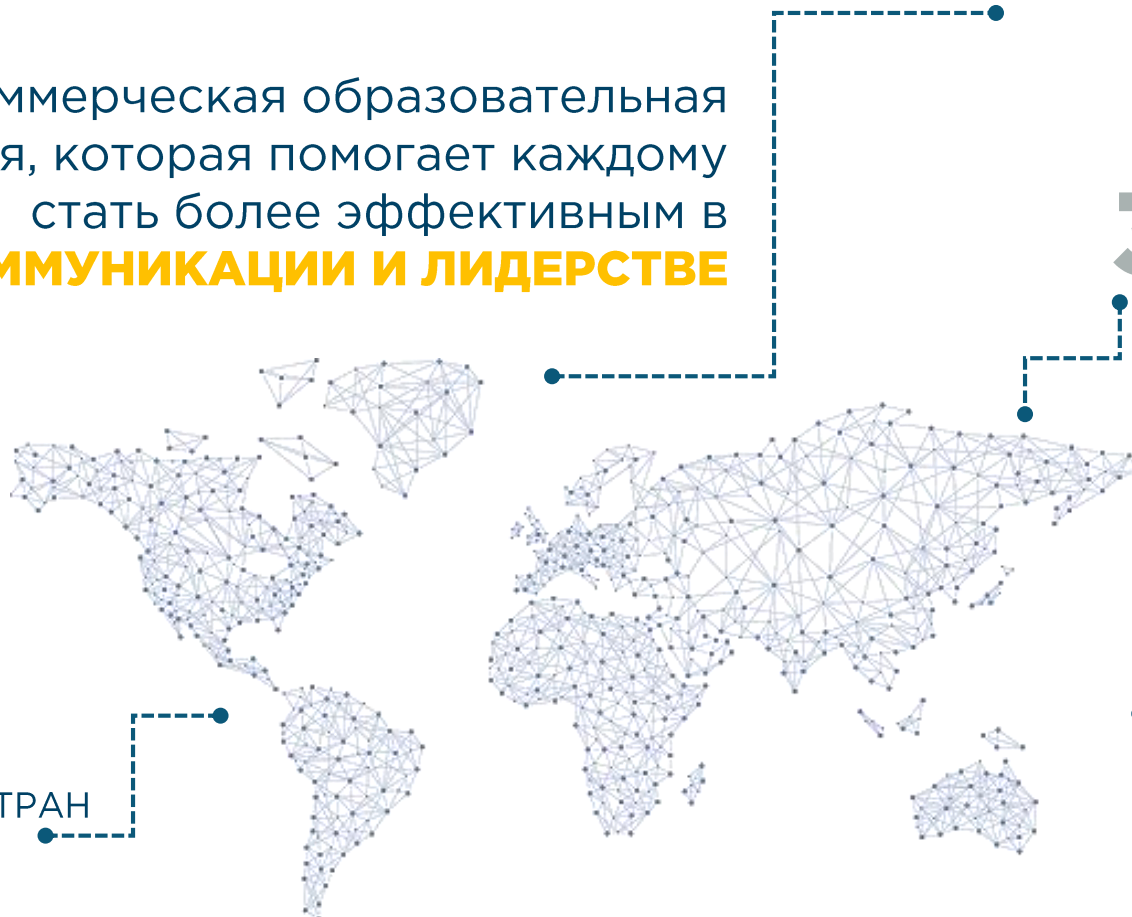 ммерческая образовательная
я, которая помогает каждому
стать более эффективным в
ММУНИКАЦИИ И ЛИДЕРСТВЕ
ТРАН